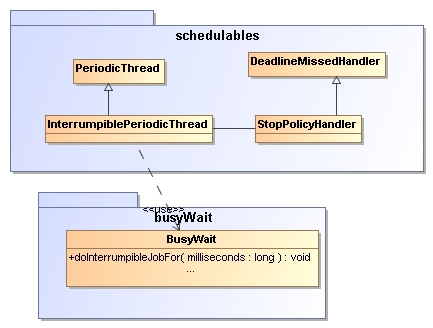 schedulables
PeriodicThread
DeadlineMissedHandler
InterrumpiblePeriodicThread
StopPolicyHandler
<<use>>
busyWait
BusyWait
+doInterrumpibleJobFor( milliseconds : long ) : void
...